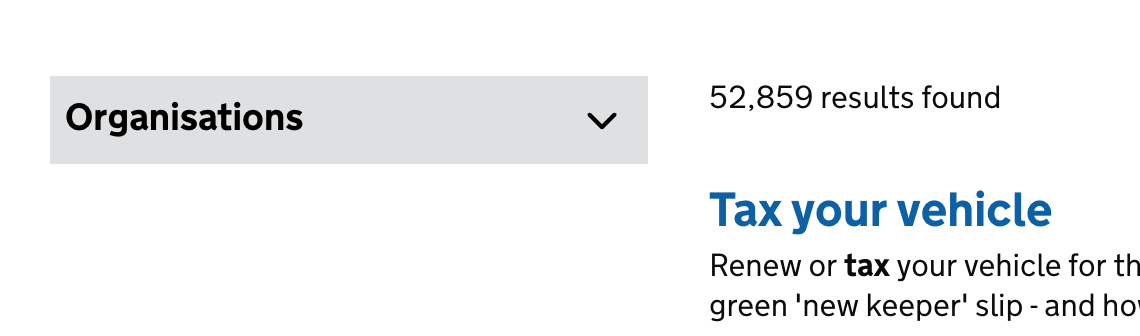 Organisations
52,859 results found
Tax your vehicle
Renew or tax your vehicle for th
green 'new keeper' slip - and how